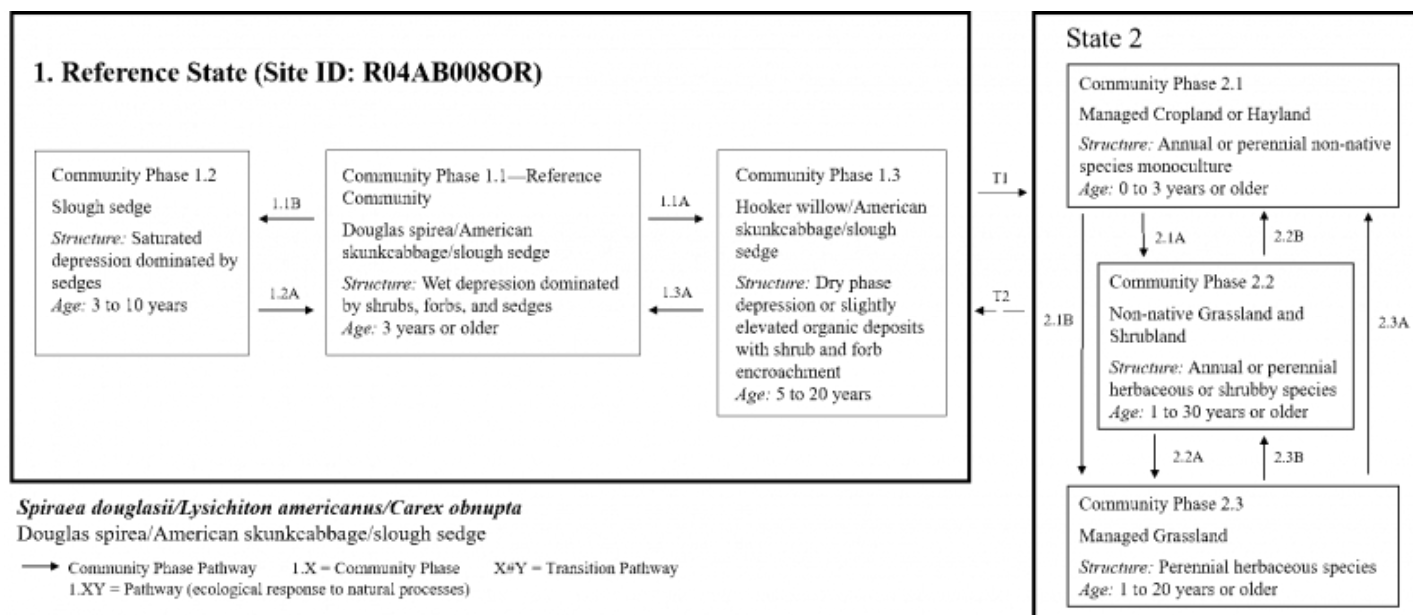 1. Reference State (Site ID: R04AB008OR)
Community Phase 1.2
Slough sedge
Structure: Saturated
depression dominated by
sedges
Age: 3 to 10 years
1.1B
1.2A
Community Phase 1.1—Reference
Community
Douglas spirea/American
skunkcabbage/slough sedge
Structure: Wet depression dominated
by shrubs, forbs, and sedges
Age: 3 years or older
1.1A
1.3A
Community Phase 1.3
Hooker willow/American
skunkcabbage/slough
sedge
Structure: Dry phase
depression or slightly
elevated organic deposits
with shrub and forb
encroachment
Age: 5 to 20 years
T1
T2
State 2
Community Phase 2.1
Managed Cropland or Hayland
Structure: Annual or perennial non-native
species monoculture
Age: 0 to 3 years or older
2.1A
2.2B
2.1B
2.3A
Community Phase 2.2
Non-native Grassland and
Shrubland
Structure: Annual or perennial
herbaceous or shrubby species
Age: 1 to 30 years or older
2.2A
2.3B
Community Phase 2.3
Managed Grassland
Structure: Perennial herbaceous species
Age: 1 to 20 years or older
Spiraea douglasii/Lysichiton americanus/Carex obnupta
Douglas spirea/American skunkcabbage/slough sedge
Community Phase Pathway 1.X = Community Phase X#Y = Transition Pathway
1.XY = Pathway (ecological response to natural processes)